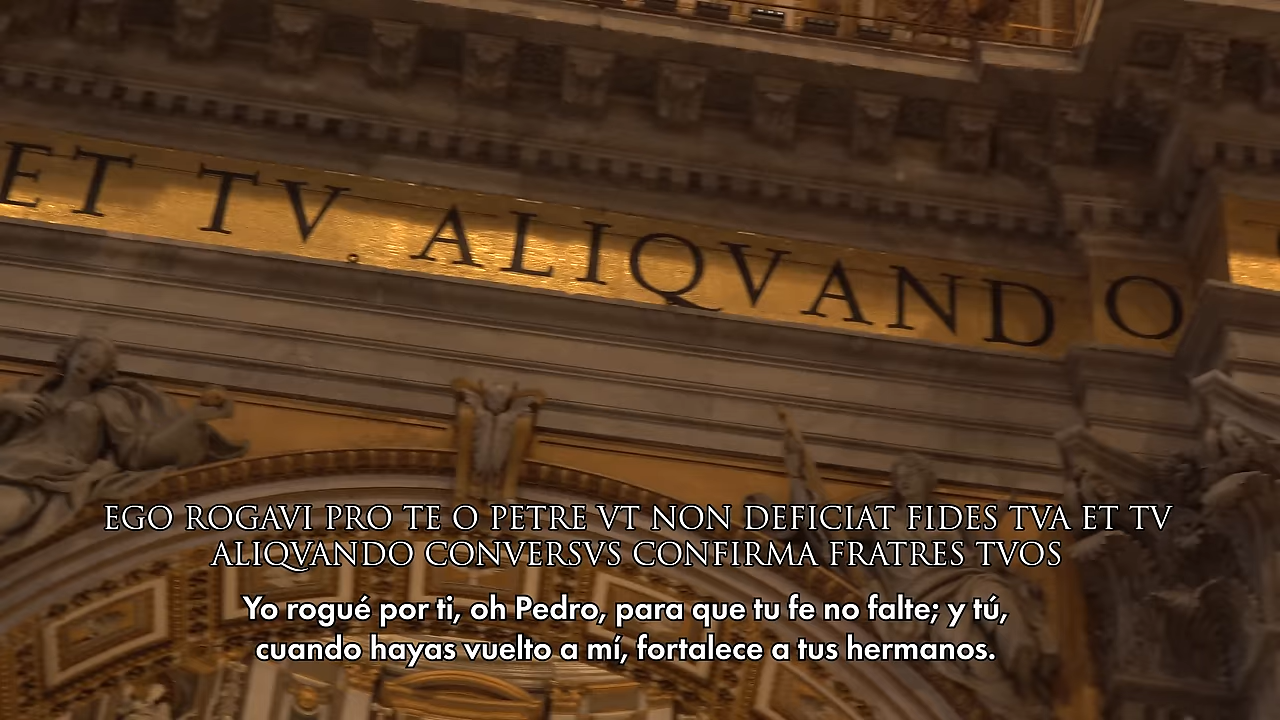 ET TV ALIQVANDO
EGO ROGAVI PRO TE O PETRE VT NON DEFICIAT FIDES TVA ET TV
ALIQVANDO CONVERSVS CONFIRMA FRATRES TVOS
Yo rogué por ti, oh Pedro, para que tu fe no falte; y tú,
cuando hayas vuelto a mí, fortalece a tus hermanos.